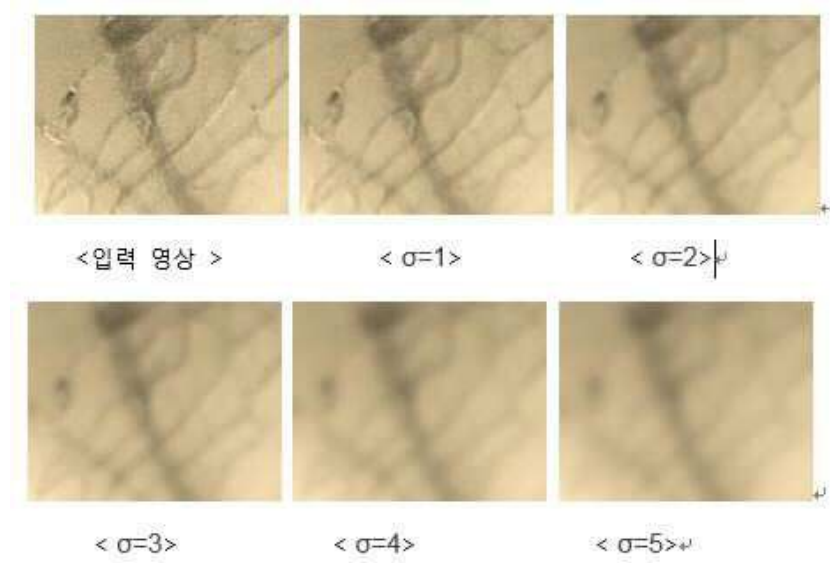 <입력 영상 > < σ=1> < σ=2>↵
< σ=3> < σ=4> < σ=5>↵